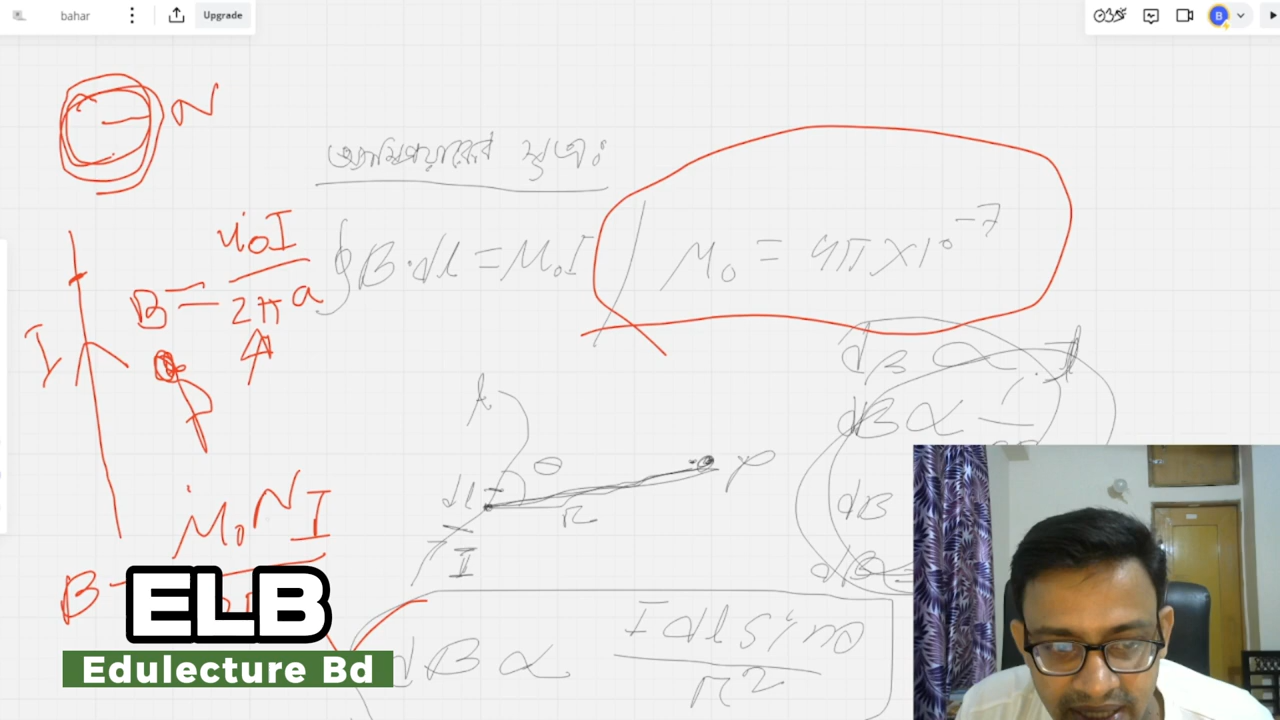 bahar
Upgrade
B
N
অ্যাম্পিয়ারের সূত্রঃ
∮B·dl = μ₀I
μ₀ = 4π×10⁻⁷
B = μ₀I / 2πa
I
P
dB ∝ I
dB ∝
dB
θ
dl
r
P
I
B = μ₀NI
dB ∝ I dl sinθ / r²
ELB
Edulecture Bd